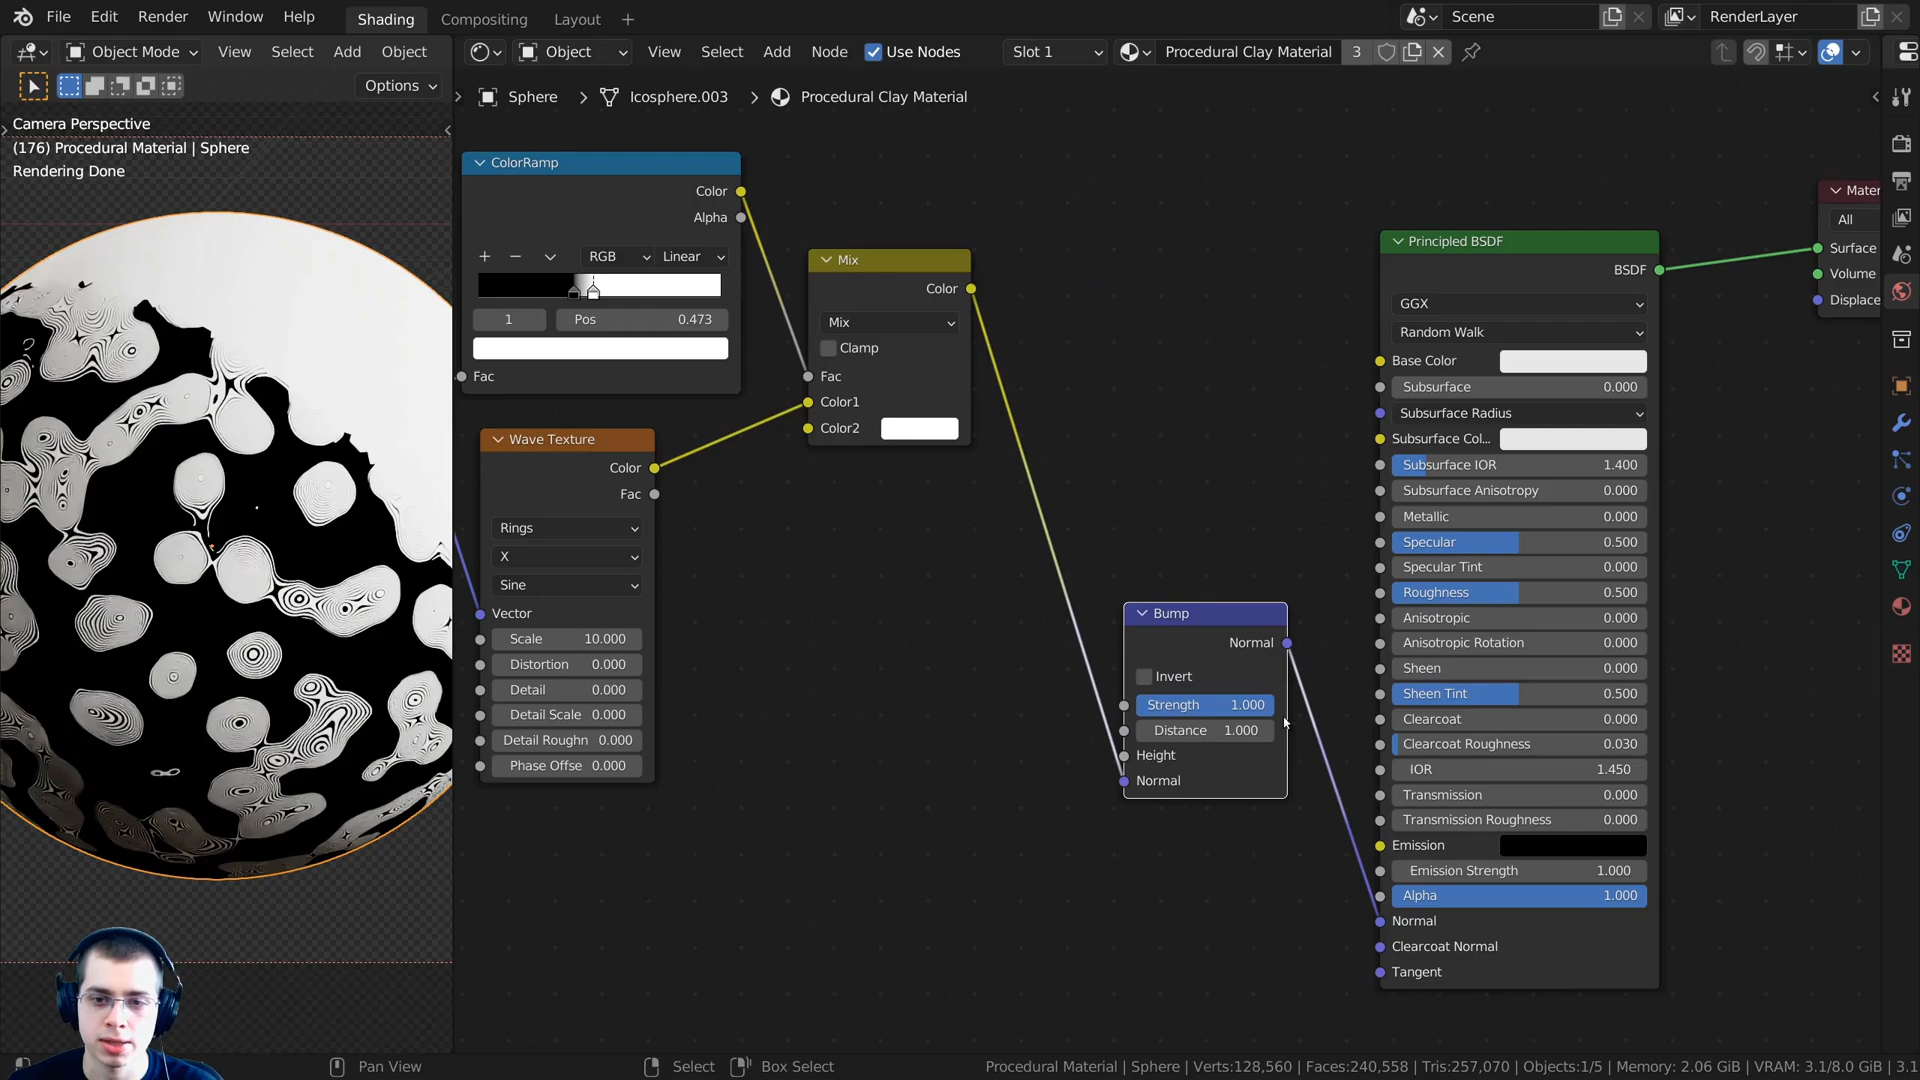 File Edit Render Window Help Shading Compositing Layout + Scene RenderLayer
Object Mode View Select Add Object Object View Select Add Node Use Nodes Slot 1 Procedural Clay Material 3
Options
Sphere Icosphere.003 Procedural Clay Material
Camera Perspective
(176) Procedural Material | Sphere
Rendering Done
ColorRamp
Color
Alpha
RGB Linear
1 Pos 0.473
Fac
Wave Texture
Color
Fac
Rings
X
Sine
Vector
Scale 10.000
Distortion 0.000
Detail 0.000
Detail Scale 0.000
Detail Roughn 0.000
Phase Offse 0.000
Mix
Color
Mix
Clamp
Fac
Color1
Color2
Bump
Normal
Invert
Strength 1.000
Distance 1.000
Height
Normal
Principled BSDF
BSDF
GGX
Random Walk
Base Color
Subsurface 0.000
Subsurface Radius
Subsurface Col...
Subsurface IOR 1.400
Subsurface Anisotropy 0.000
Metallic 0.000
Specular 0.500
Specular Tint 0.000
Roughness 0.500
Anisotropic 0.000
Anisotropic Rotation 0.000
Sheen 0.000
Sheen Tint 0.500
Clearcoat 0.000
Clearcoat Roughness 0.030
IOR 1.450
Transmission 0.000
Transmission Roughness 0.000
Emission
Emission Strength 1.000
Alpha 1.000
Normal
Clearcoat Normal
Tangent
Mater
All
Surface
Volume
Displace
Pan View Select Box Select Procedural Material | Sphere | Verts:128,560 | Faces:240,558 | Tris:257,070 | Objects:1/5 | Memory: 2.06 GiB | VRAM: 3.1/8.0 GiB | 3.1